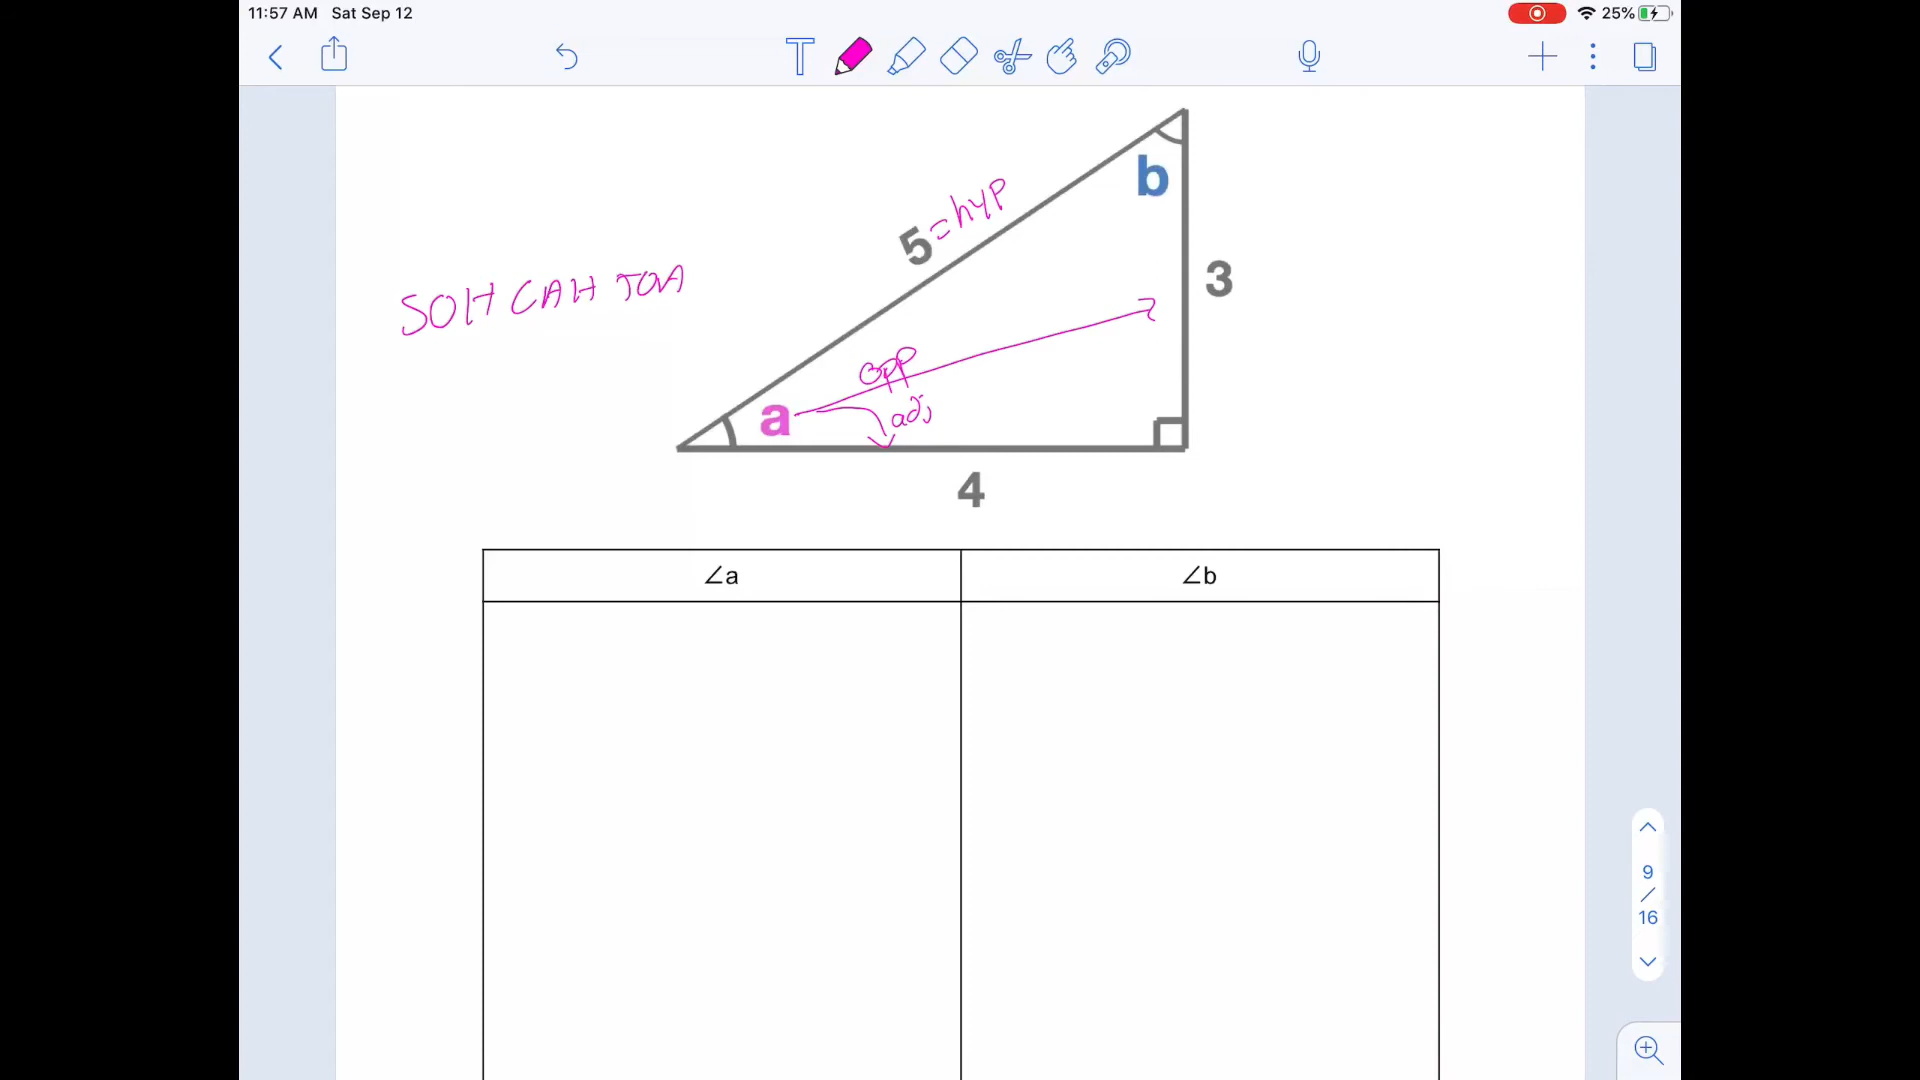 11:57 AM Sat Sep 12
25%
T
b
5 = hyp
3
SOH CAH TOA
opp
a
adj
4
∠a ∠b
9
/
16